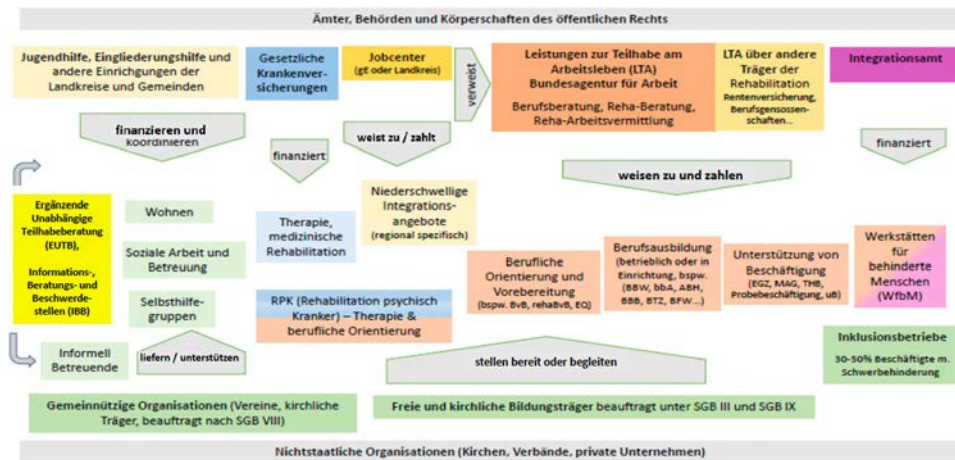 Ämter, Behörden und Körperschaften des öffentlichen Rechts
Jugendhilfe, Eingliederungshilfe und
andere Einrichgungen der
Landkreise und Gemeinden
Gesetzliche
Krankenver-
sicherungen
Jobcenter
(gE oder Landkreis)
verweist
Leistungen zur Teilhabe am
Arbeitsleben (LTA)
Bundesagentur für Arbeit
Berufsberatung, Reha-Beratung,
Reha-Arbeitsvermittlung
LTA über andere
Träger der
Rehabilitation
Rentenversicherung,
Berufsgensossen-
schaften...
Integrationsamt
finanzieren und
koordinieren
finanziert
weist zu / zahlt
weisen zu und zahlen
finanziert
Ergänzende
Unabhängige
Teilhabeberatung
(EUTB),
Informations-,
Beratungs- und
Beschwerde-
stellen (IBB)
Wohnen
Soziale Arbeit und
Betreuung
Selbsthilfe-
gruppen
Informell
Betreuende
Therapie,
medizinische
Rehabilitation
Niederschwellige
Integrations-
angebote
(regional spezifisch)
RPK (Rehabilitation psychisch
Kranker) – Therapie &
berufliche Orientierung
Berufliche
Orientierung und
Vorebereitung
(bspw. BvB, rehaBvB, EQ)
Berufsausbildung
(betrieblich oder in
Einrichtung, bspw.
(BBW, bbA, ABH,
BBB, BTZ, BFW ...)
Unterstützung von
Beschäftigung
(EGZ, MAG, THB,
Probebeschäftigung, uB)
Werkstätten
für
behinderte
Menschen
(WfbM)
Inklusionsbetriebe
30-50% Beschäftigte m.
Schwerbehinderung
liefern / unterstützen
stellen bereit oder begleiten
Gemeinnützige Organisationen (Vereine, kirchliche
Träger, beauftragt nach SGB VIII)
Freie und kirchliche Bildungsträger beauftragt unter SGB III und SGB IX
Nichtstaatliche Organisationen (Kirchen, Verbände, private Unternehmen)